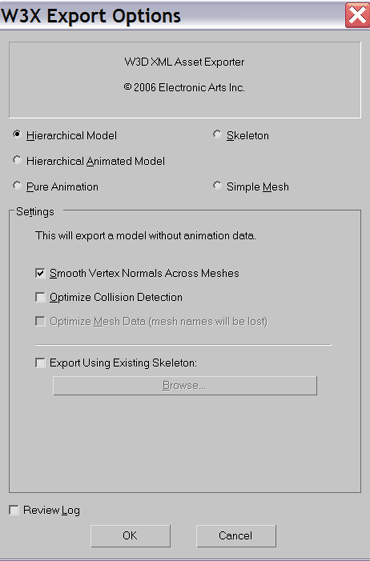 W3X Export Options
W3D XML Asset Exporter
© 2006 Electronic Arts Inc.
Hierarchical Model
Skeleton
Hierarchical Animated Model
Pure Animation
Simple Mesh
Settings
This will export a model without animation data.
Smooth Vertex Normals Across Meshes
Optimize Collision Detection
Optimize Mesh Data (mesh names will be lost)
Export Using Existing Skeleton:
Browse...
Review Log
OK
Cancel